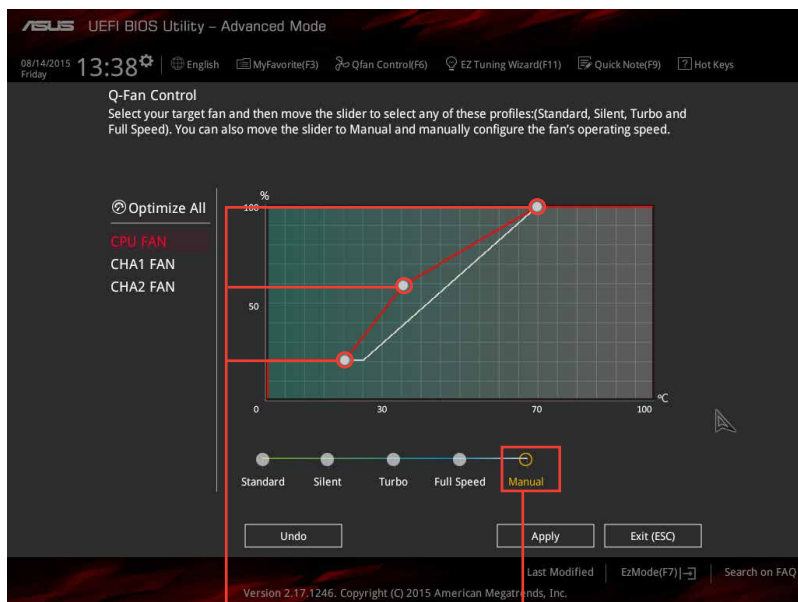 ASUS UEFI BIOS Utility – Advanced Mode
08/14/2015
Friday
13:38
English
MyFavorite(F3)
Qfan Control(F6)
EZ Tuning Wizard(F11)
Quick Note(F9)
? Hot Keys
Q-Fan Control
Select your target fan and then move the slider to select any of these profiles:(Standard, Silent, Turbo and
Full Speed). You can also move the slider to Manual and manually configure the fan's operating speed.
Optimize All
CPU FAN
CHA1 FAN
CHA2 FAN
%
100
50
0
30
70
100
°C
Standard
Silent
Turbo
Full Speed
Manual
Undo
Apply
Exit (ESC)
Last Modified
EzMode(F7)
Search on FAQ
Version 2.17.1246. Copyright (C) 2015 American Megatrends, Inc.